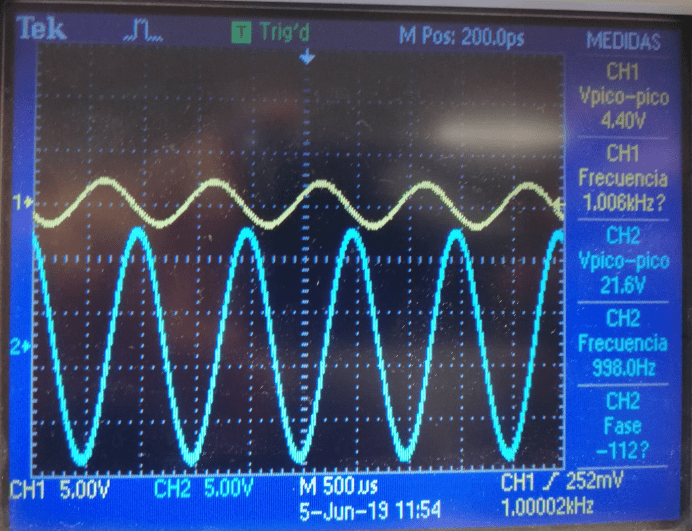 Tek T Trig'd M Pos: 200.0ps MEDIDAS
CH1
Vpico-pico
4.40V
CH1
Frecuencia
1.006kHz?
CH2
Vpico-pico
21.6V
CH2
Frecuencia
998.0Hz
CH2
Fase
-112?
1
2
CH1 5.00V CH2 5.00V M 500µs CH1 252mV
5-Jun-19 11:54 1.00002kHz